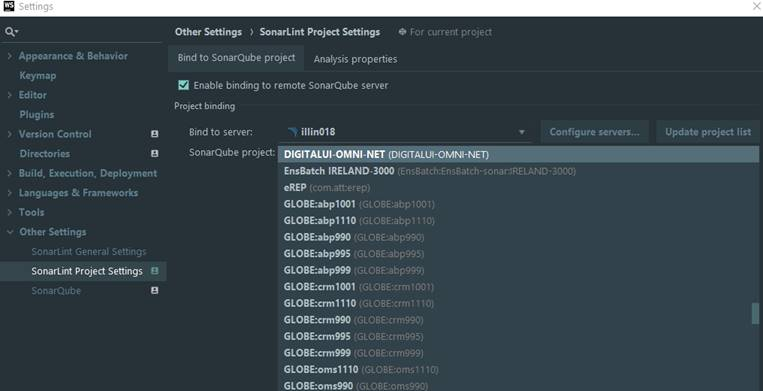 WS Settings
Other Settings › SonarLint Project Settings For current project
Appearance & Behavior
Keymap
Editor
Plugins
Version Control
Directories
Build, Execution, Deployment
Languages & Frameworks
Tools
Other Settings
SonarLint General Settings
SonarLint Project Settings
SonarQube
Bind to SonarQube project Analysis properties
Enable binding to remote SonarQube server
Project binding
Bind to server: illin018 Configure servers... Update project list
SonarQube project:
DIGITALUI-OMNI-NET (DIGITALUI-OMNI-NET)
EnsBatch IRELAND-3000 (EnsBatch:EnsBatch-sonar:IRELAND-3000)
eREP (com.att:erep)
GLOBE:abp1001 (GLOBE:abp1001)
GLOBE:abp1110 (GLOBE:abp1110)
GLOBE:abp990 (GLOBE:abp990)
GLOBE:abp995 (GLOBE:abp995)
GLOBE:abp999 (GLOBE:abp999)
GLOBE:crm1001 (GLOBE:crm1001)
GLOBE:crm1110 (GLOBE:crm1110)
GLOBE:crm990 (GLOBE:crm990)
GLOBE:crm995 (GLOBE:crm995)
GLOBE:crm999 (GLOBE:crm999)
GLOBE:oms1110 (GLOBE:oms1110)
GLOBE:oms990 (GLOBE:oms990)